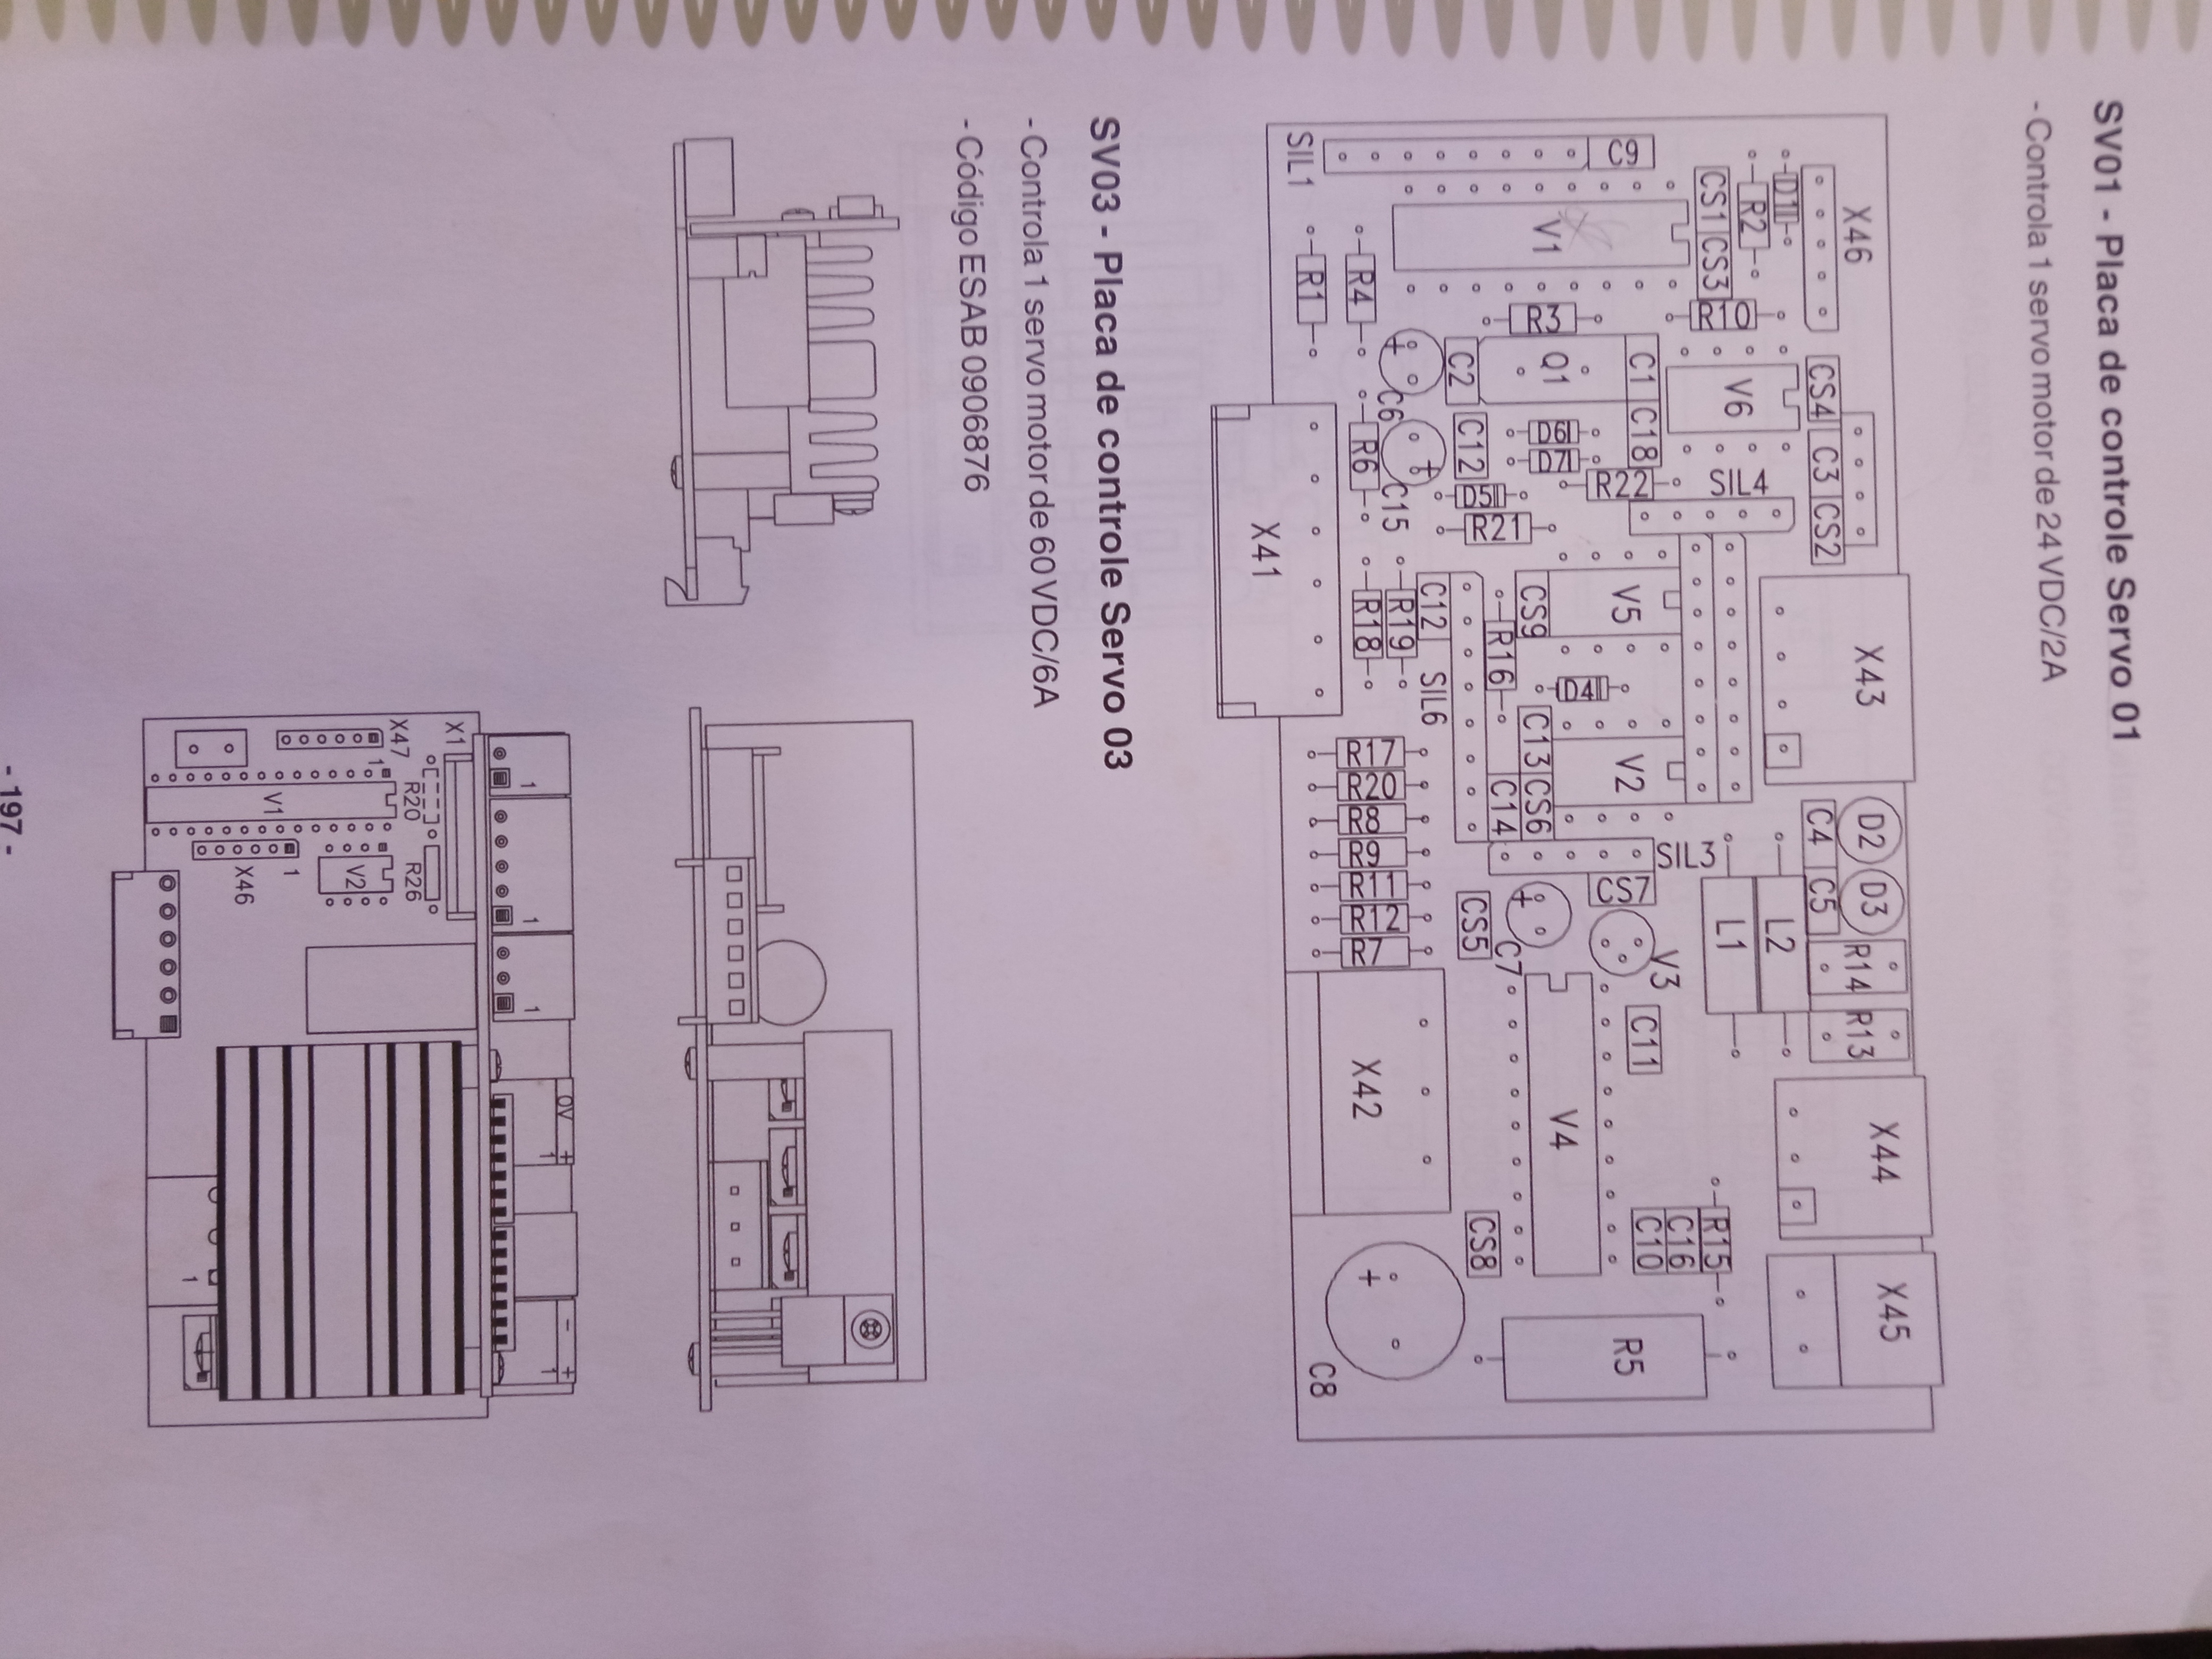 SV01 - Placa de controle Servo 01
- Controla 1 servo motor de 24 VDC/2A
X46
X43
D2 D3 R14 R13
X44
X45
CS4 C3 CS2
C4 C5
D1
R2
R10
V6
SIL4
L2
L1
CS1 CS3
SIL3
R15
C16
C10
C9
C1 C18
R22
V5
V2
CS7
V3
C11
R5
V1
R3
Q1
D6 D7
D4
V4
CS9
C13 CS6
R21
D5
R16
C14
C7
C2
C12
CS5
CS8
C12
SIL6
C6
C15
R19
R17 R20 R8 R9 R11 R12 R7
X42
R4
R6
R18
C8
SIL1
R1
X41
SV03 - Placa de controle Servo 03
- Controla 1 servo motor de 60 VDC/6A
- Código ESAB 0906876
0V +
- +
1 1 1 1 1
X1
R20 R26
X47
1
V2
V1
1
X46
1
- 197 -